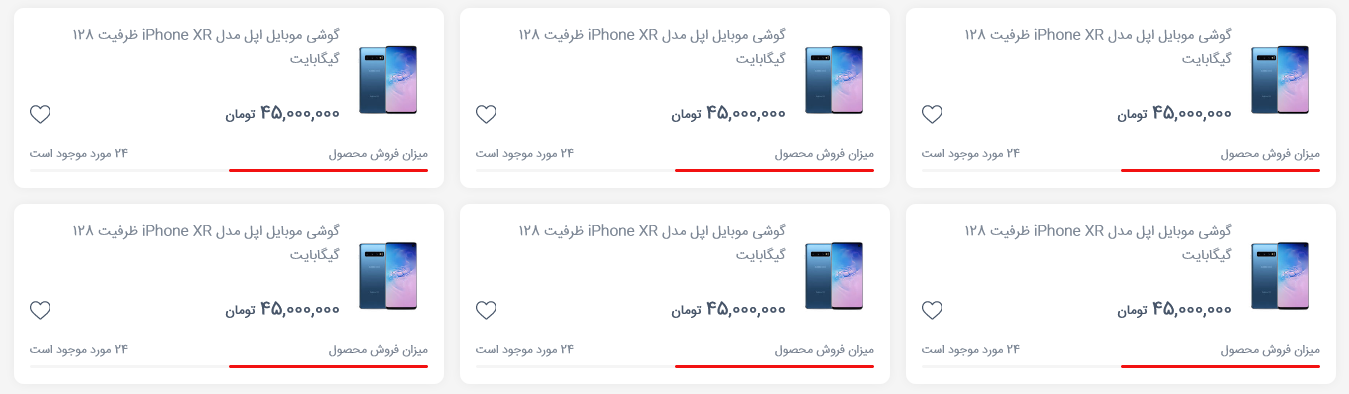 گوشی موبایل اپل مدل iPhone XR ظرفیت ۱۲۸
گیگابایت
۴۵,۰۰۰,۰۰۰ تومان
میزان فروش محصول
۲۴ مورد موجود است
گوشی موبایل اپل مدل iPhone XR ظرفیت ۱۲۸
گیگابایت
۴۵,۰۰۰,۰۰۰ تومان
میزان فروش محصول
۲۴ مورد موجود است
گوشی موبایل اپل مدل iPhone XR ظرفیت ۱۲۸
گیگابایت
۴۵,۰۰۰,۰۰۰ تومان
میزان فروش محصول
۲۴ مورد موجود است
گوشی موبایل اپل مدل iPhone XR ظرفیت ۱۲۸
گیگابایت
۴۵,۰۰۰,۰۰۰ تومان
میزان فروش محصول
۲۴ مورد موجود است
گوشی موبایل اپل مدل iPhone XR ظرفیت ۱۲۸
گیگابایت
۴۵,۰۰۰,۰۰۰ تومان
میزان فروش محصول
۲۴ مورد موجود است
گوشی موبایل اپل مدل iPhone XR ظرفیت ۱۲۸
گیگابایت
۴۵,۰۰۰,۰۰۰ تومان
میزان فروش محصول
۲۴ مورد موجود است